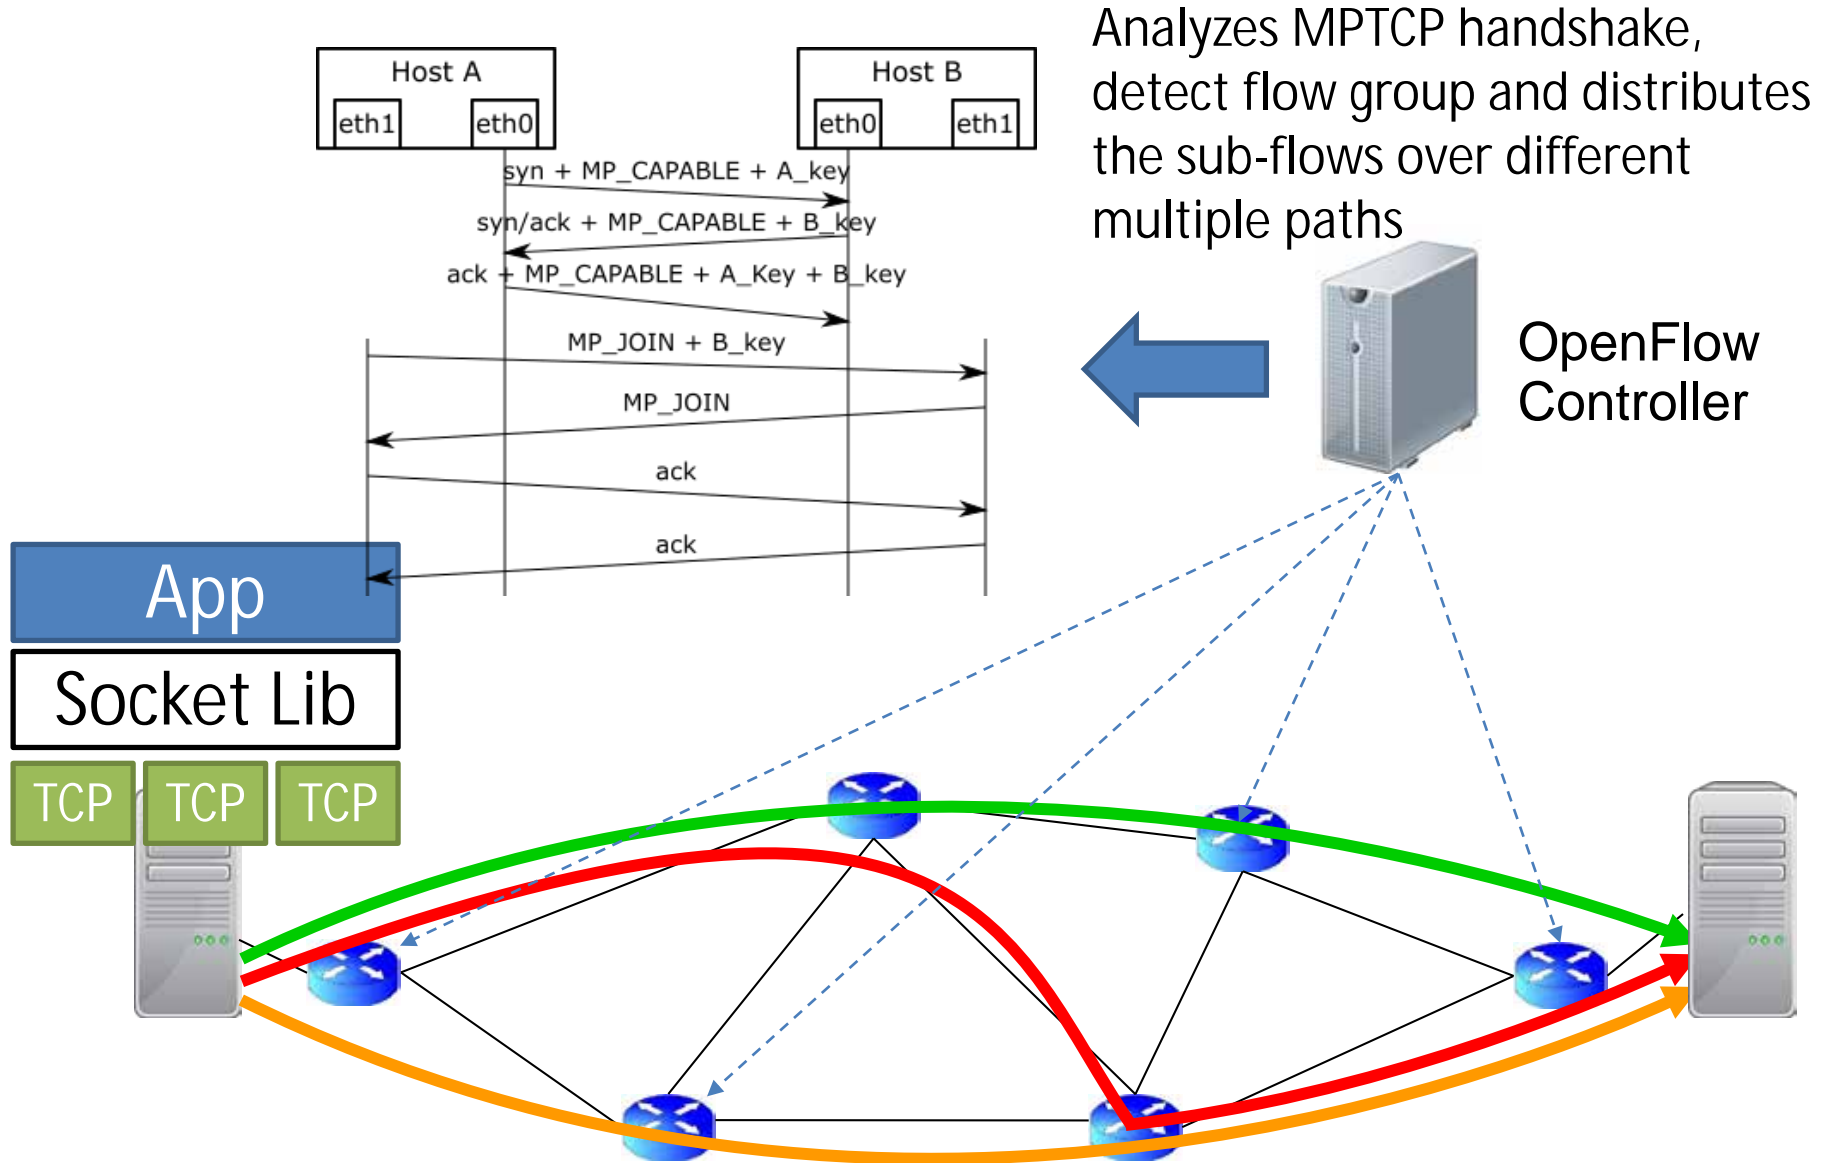 Analyzes MPTCP handshake,
detect flow group and distributes
the sub-flows over different
multiple paths
Host A
Host B
eth1
eth0
eth0
eth1
syn + MP_CAPABLE + A_key
syn/ack + MP_CAPABLE + B_key
ack + MP_CAPABLE + A_Key + B_key
MP_JOIN + B_key
MP_JOIN
ack
ack
OpenFlow
Controller
App
Socket Lib
TCP
TCP
TCP